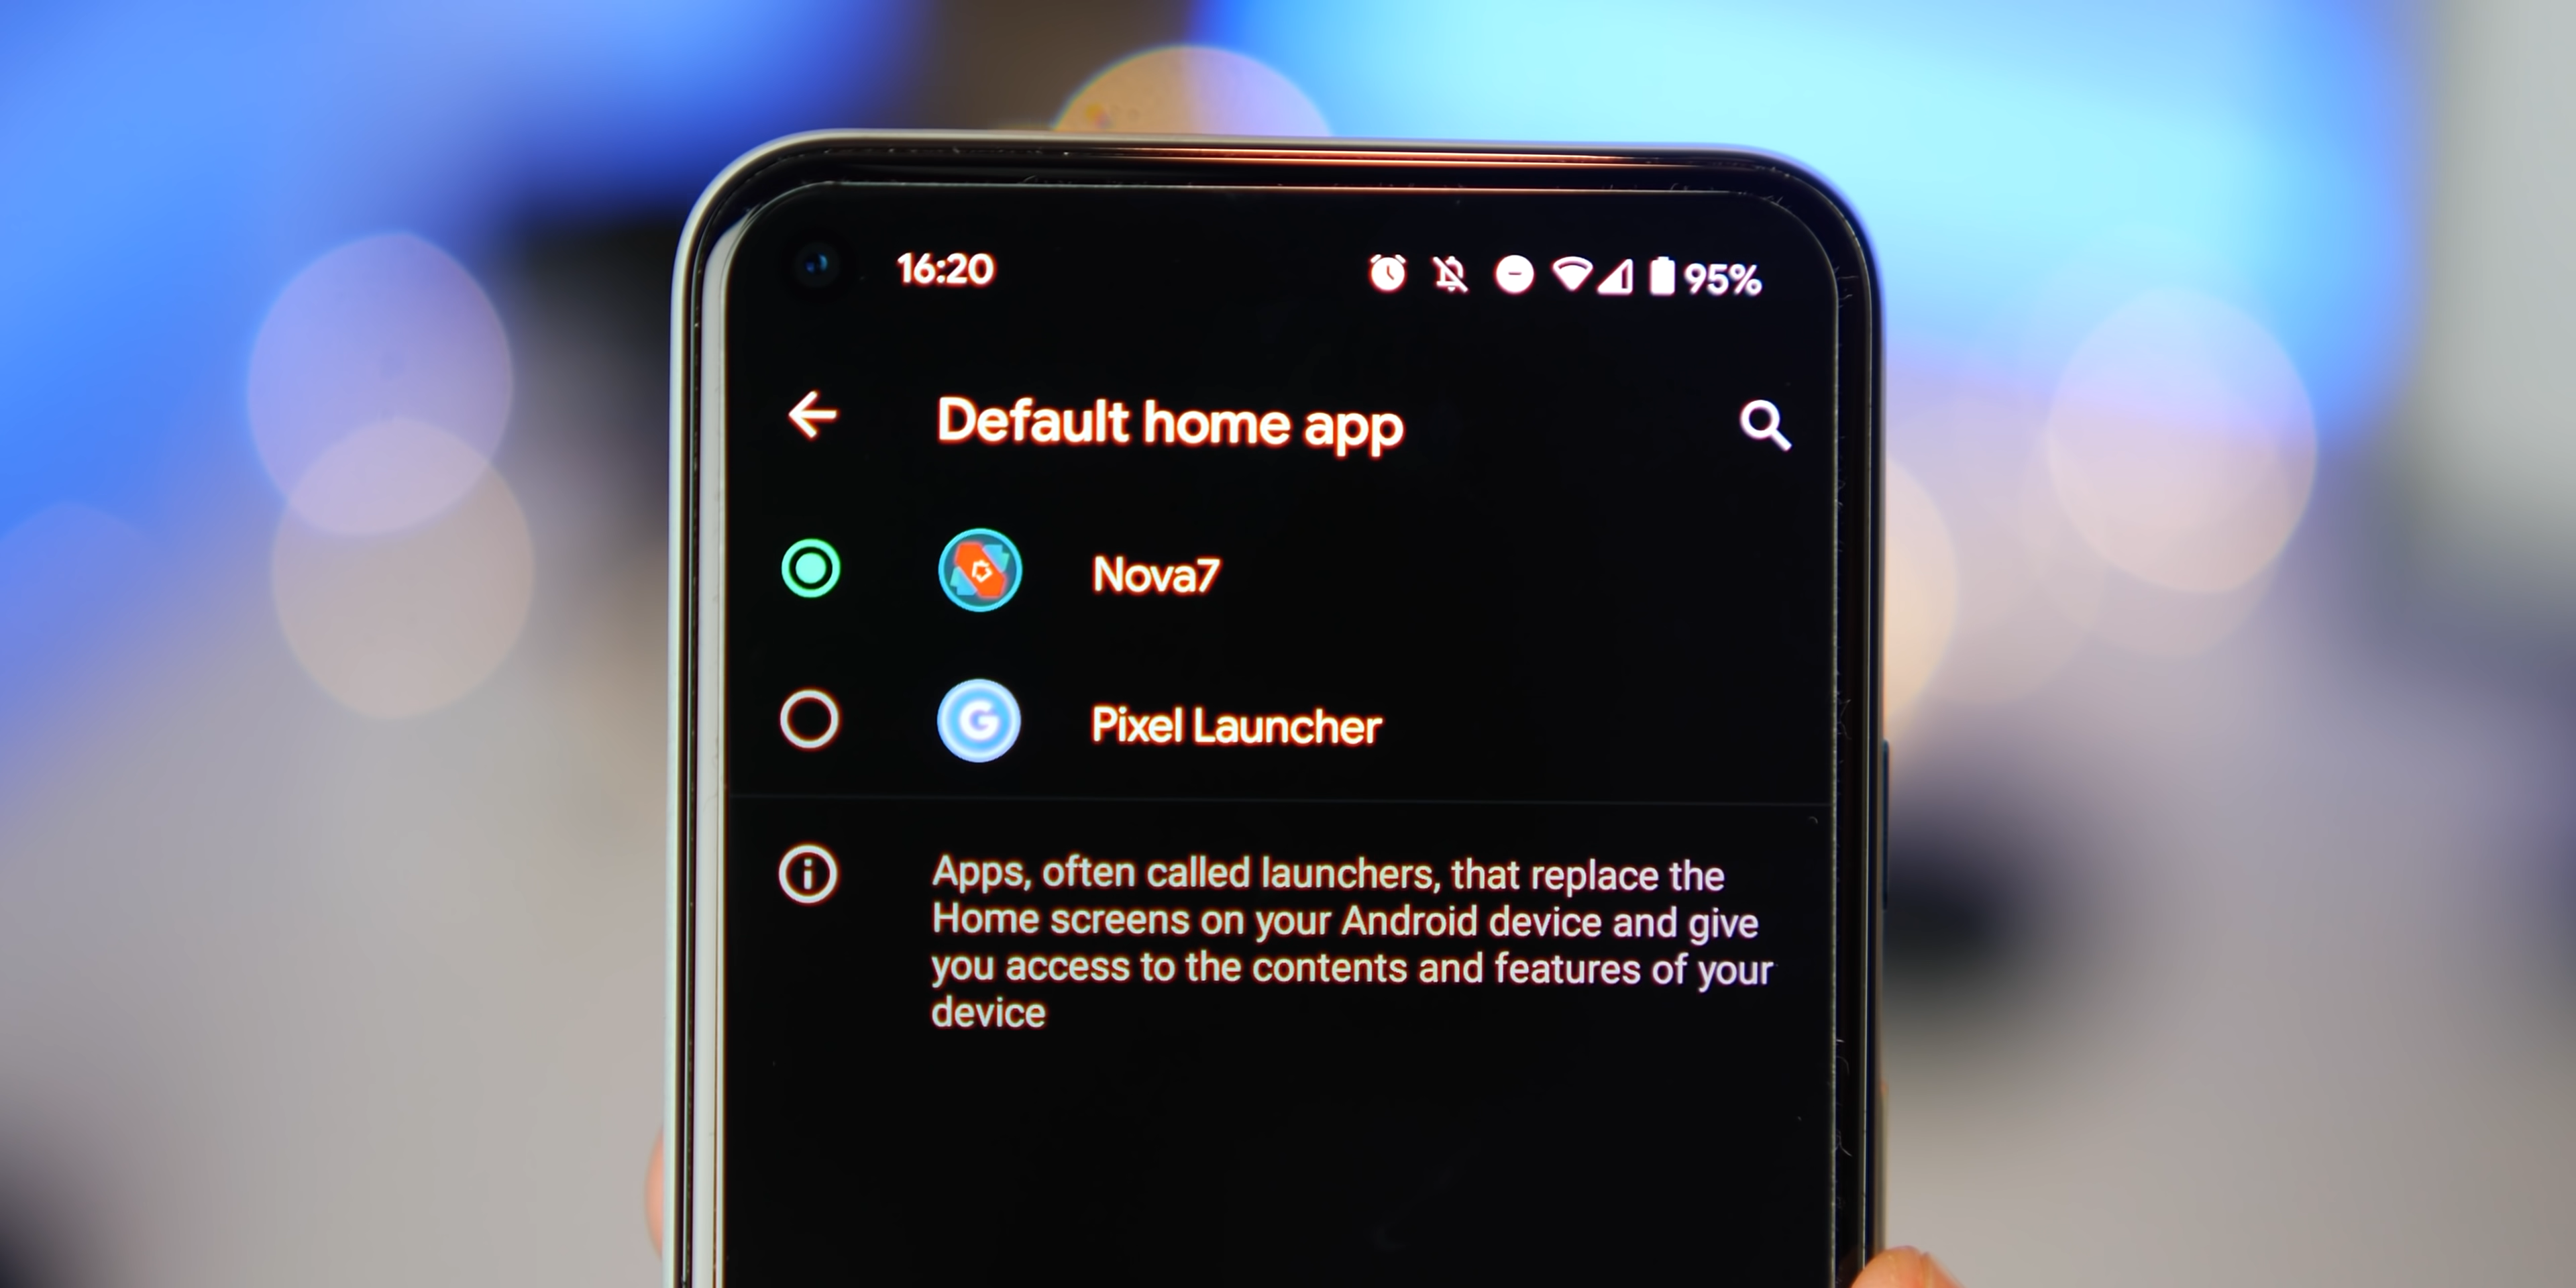 16:20 95%
Default home app
Nova7
G Pixel Launcher
Apps, often called launchers, that replace the
Home screens on your Android device and give
you access to the contents and features of your
device